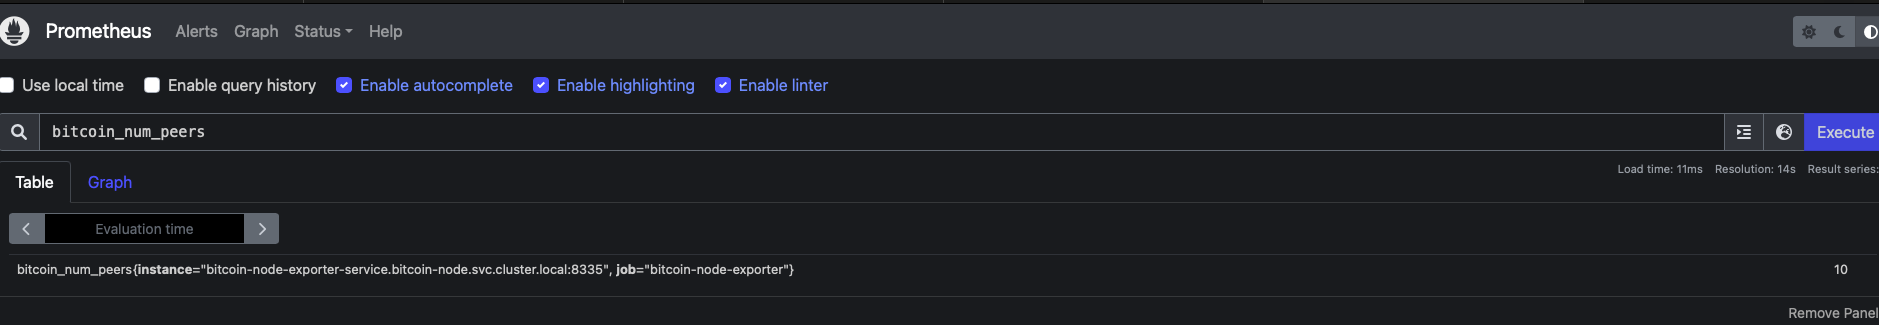 Prometheus Alerts Graph Status Help
Use local time Enable query history Enable autocomplete Enable highlighting Enable linter
bitcoin_num_peers Execute
Load time: 11ms Resolution: 14s Result series:
Table Graph
Evaluation time
bitcoin_num_peers{instance="bitcoin-node-exporter-service.bitcoin-node.svc.cluster.local:8335", job="bitcoin-node-exporter"} 10
Remove Panel